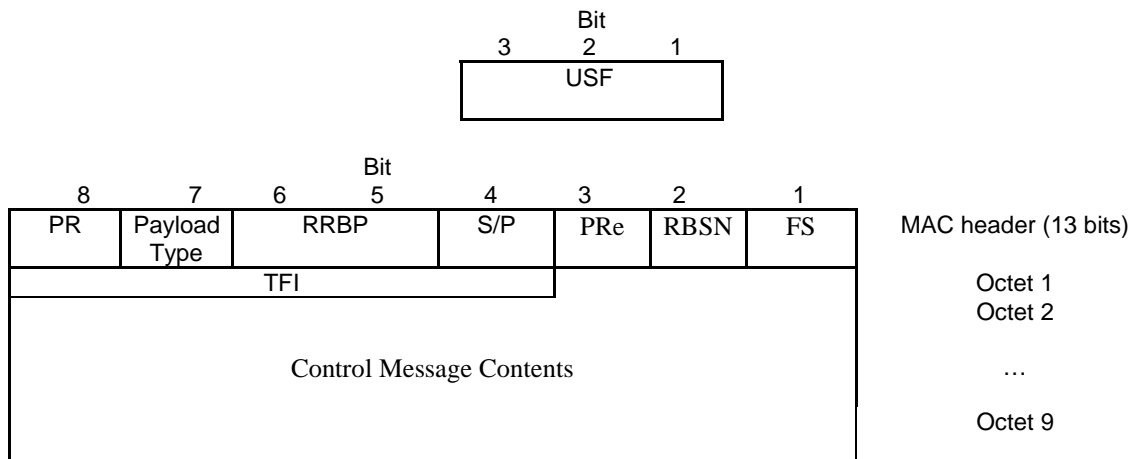 Bit
3 2 1
USF
Bit
8 7 6 5 4 3 2 1
PR Payload Type RRBP S/P PRe RBSN FS MAC header (13 bits)
TFI Octet 1
Octet 2
Control Message Contents …
Octet 9